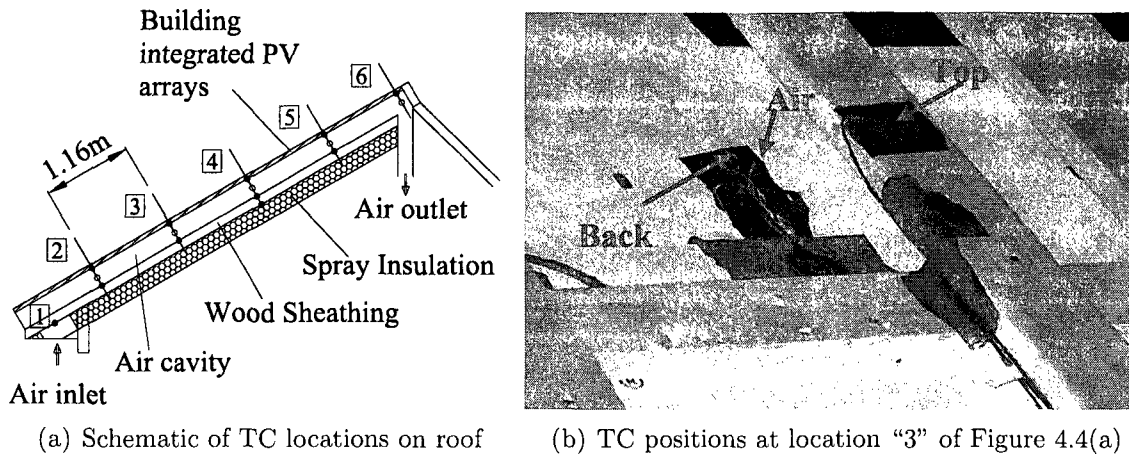 Building
integrated PV
arrays
6
5
1.16m
4
3
2
1
Air outlet
Spray Insulation
Wood Sheathing
Air cavity
Air inlet
Top
Air
Back
(a) Schematic of TC locations on roof
(b) TC positions at location “3” of Figure 4.4(a)